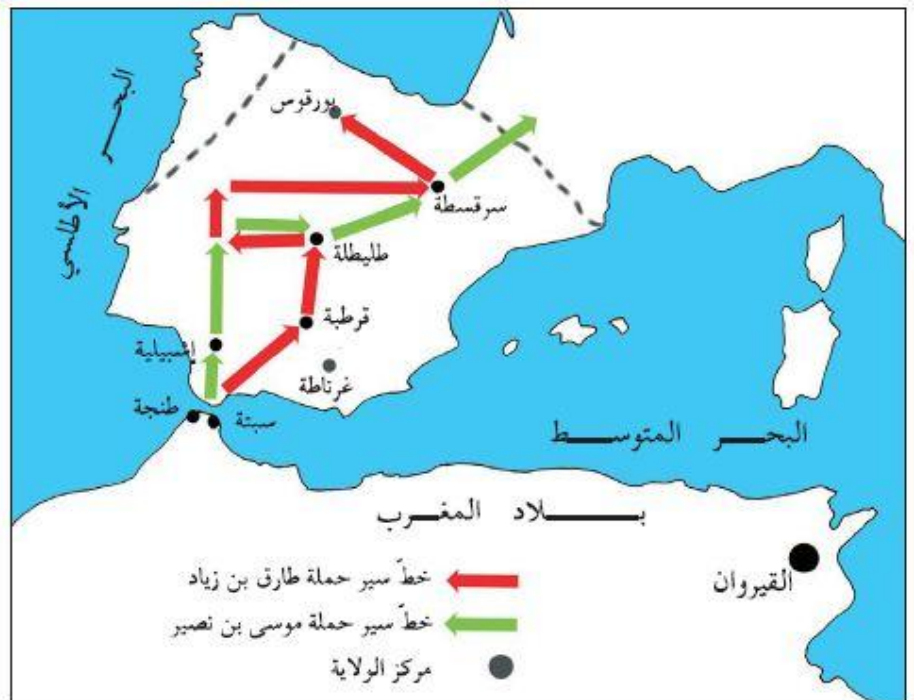 البحر الأطلسي
بورقوس
سرقسطة
طليطلة
قرطبة
إشبيلية
غرناطة
طنجة
سبتة
البحر المتوسط
بلاد المغرب
القيروان
خطّ سير حملة طارق بن زياد
خطّ سير حملة موسى بن نصير
مركز الولاية